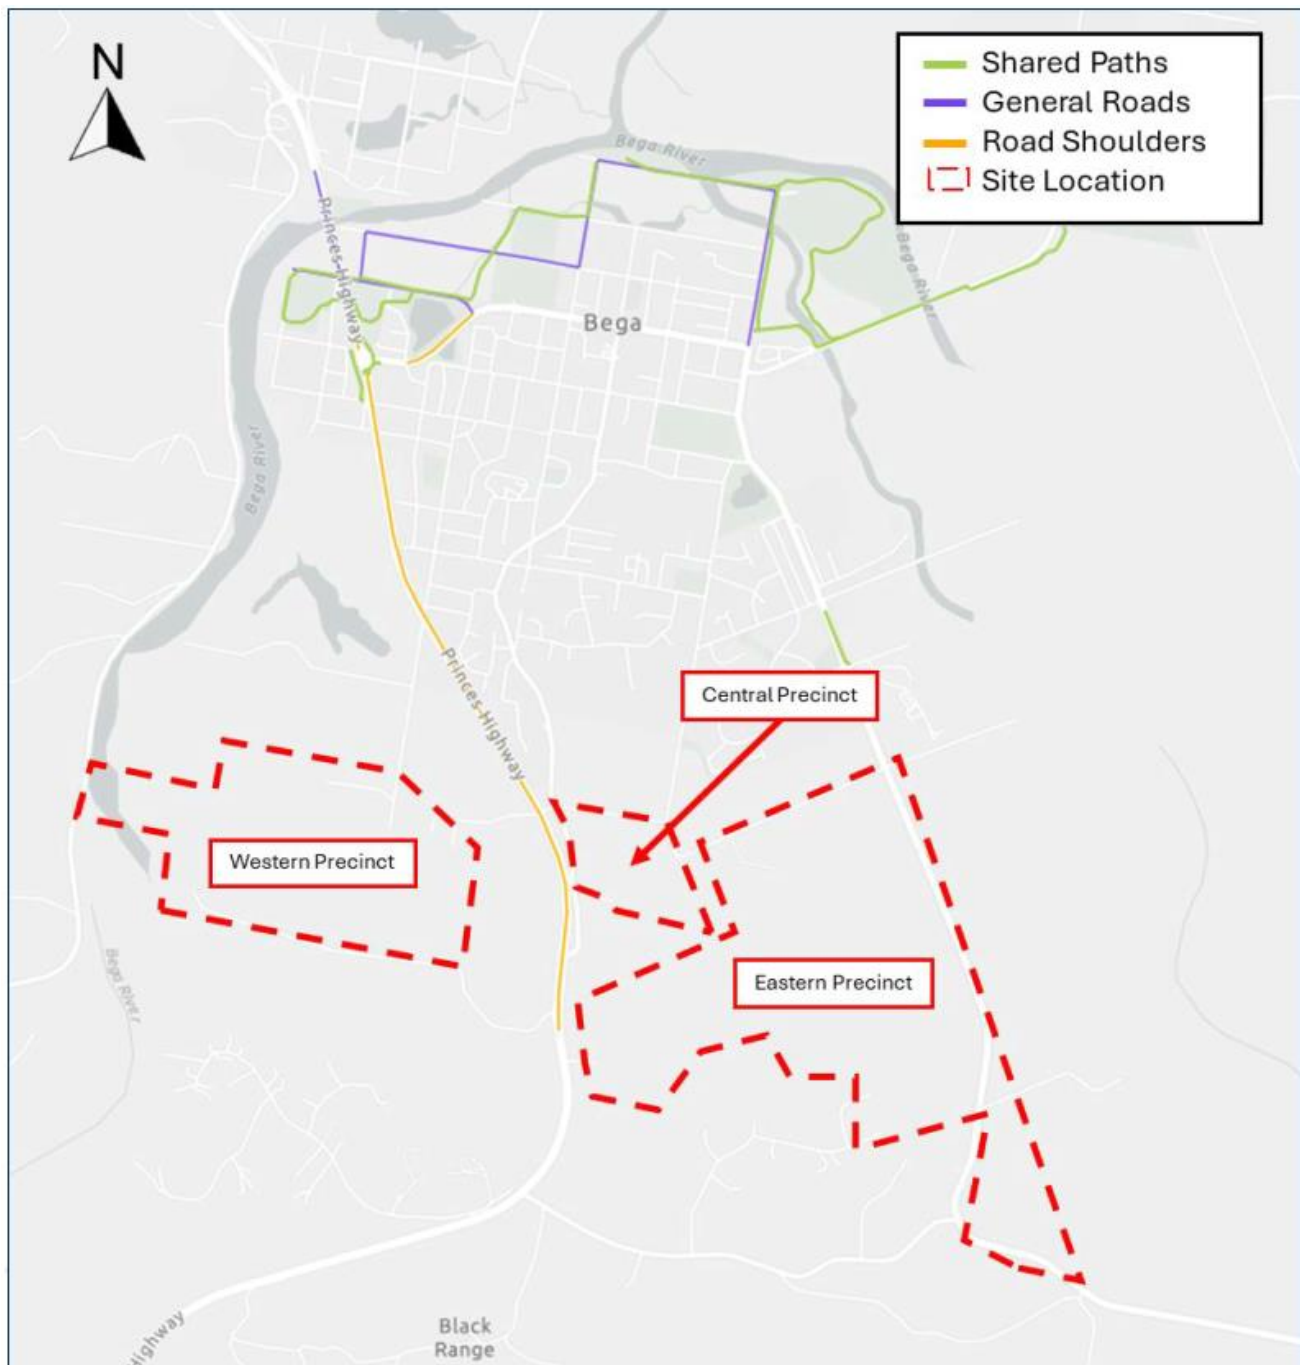 N
Shared Paths
General Roads
Road Shoulders
Site Location
Bega River
Princes Highway
Bega River
Bega
Bega River
Princes Highway
Central Precinct
Western Precinct
Eastern Precinct
Bega River
Highway
Black
Range